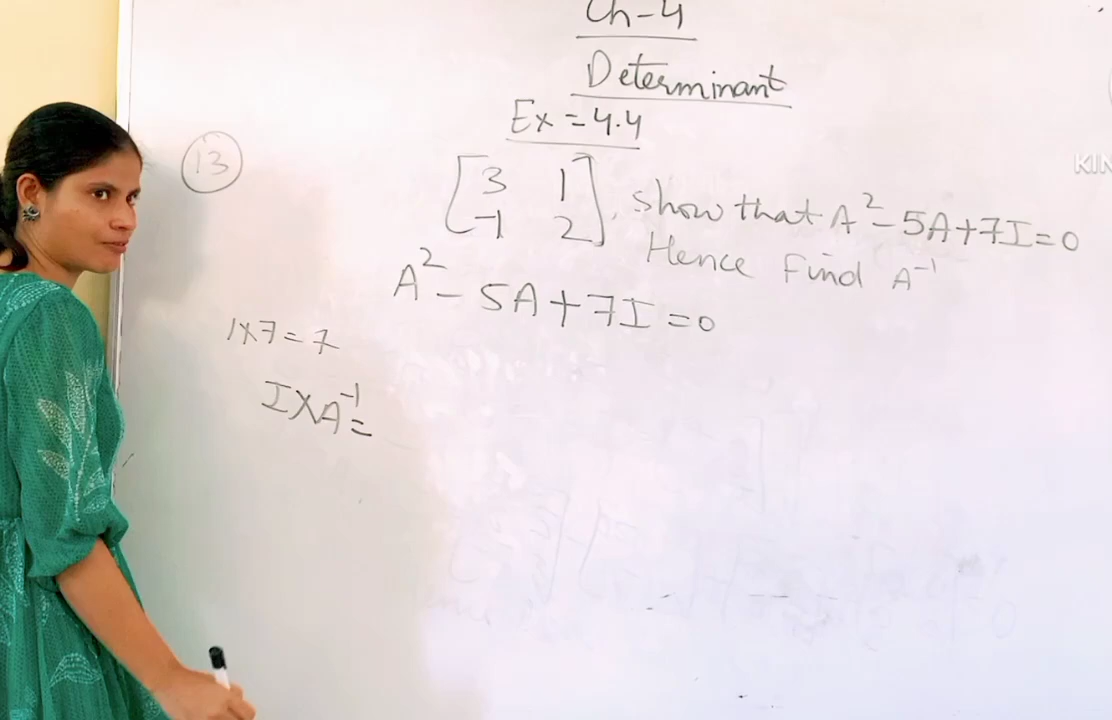 Ch-4
Determinant
Ex = 4.4
13
[3 1
-1 2], show that A² - 5A + 7I = 0
Hence Find A⁻¹
A² - 5A + 7I = 0
1x7 = 7
IXA⁻¹ =
KIN